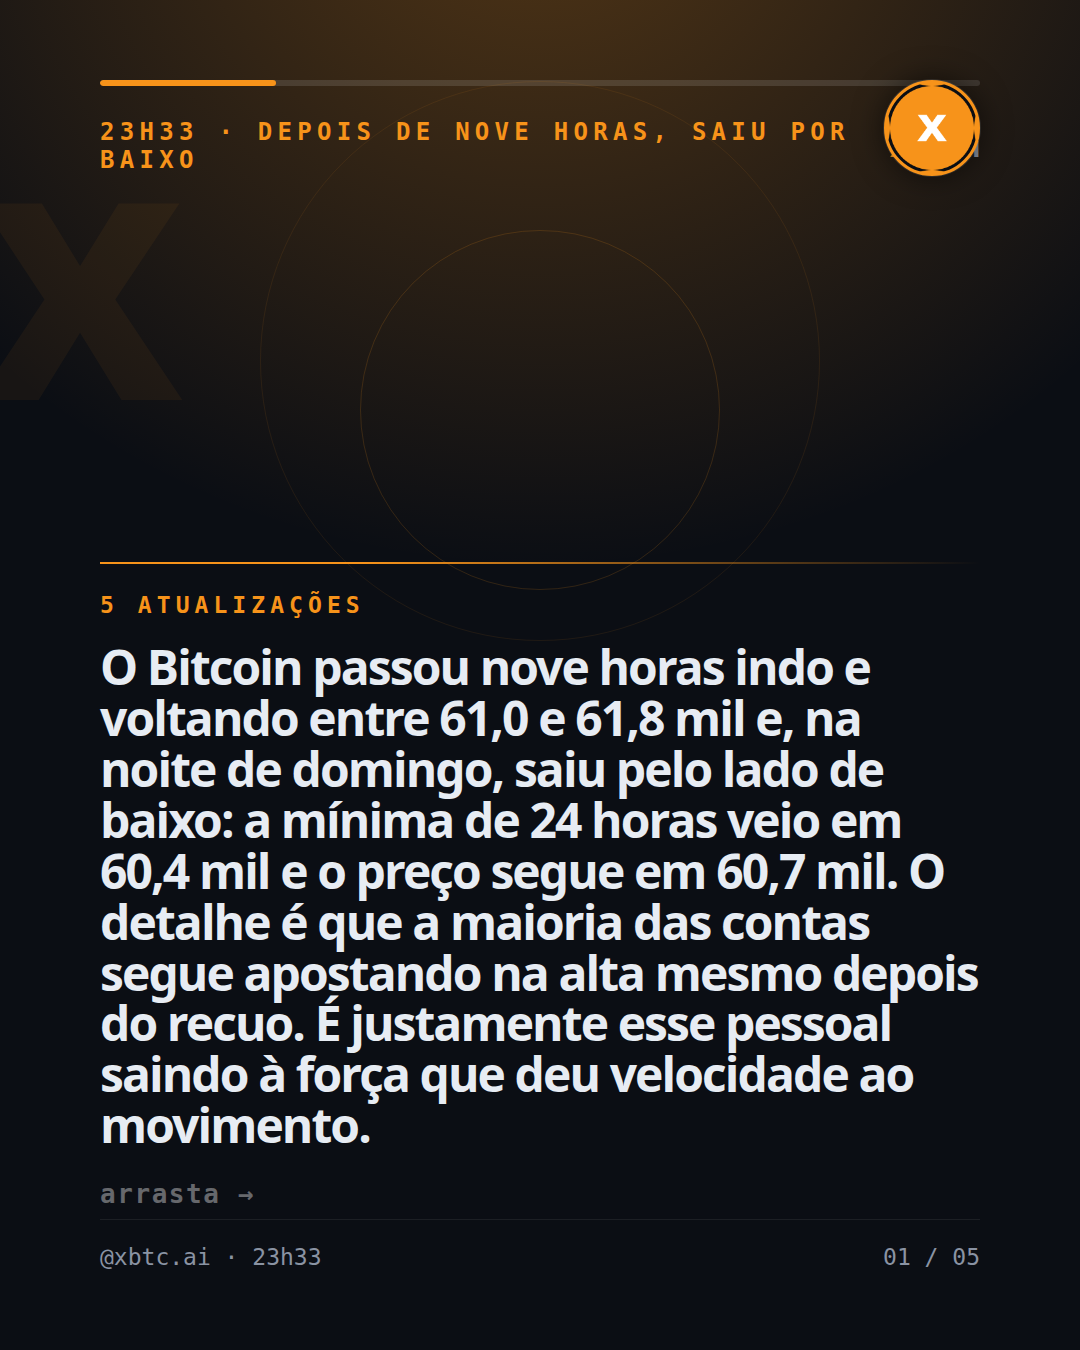 23H33 · DEPOIS DE NOVE HORAS, SAIU POR
BAIXO
X
X
5 ATUALIZAÇÕES
O Bitcoin passou nove horas indo e
voltando entre 61,0 e 61,8 mil e, na
noite de domingo, saiu pelo lado de
baixo: a mínima de 24 horas veio em
60,4 mil e o preço segue em 60,7 mil. O
detalhe é que a maioria das contas
segue apostando na alta mesmo depois
do recuo. É justamente esse pessoal
saindo à força que deu velocidade ao
movimento.
arrasta →
@xbtc.ai · 23h33
01 / 05